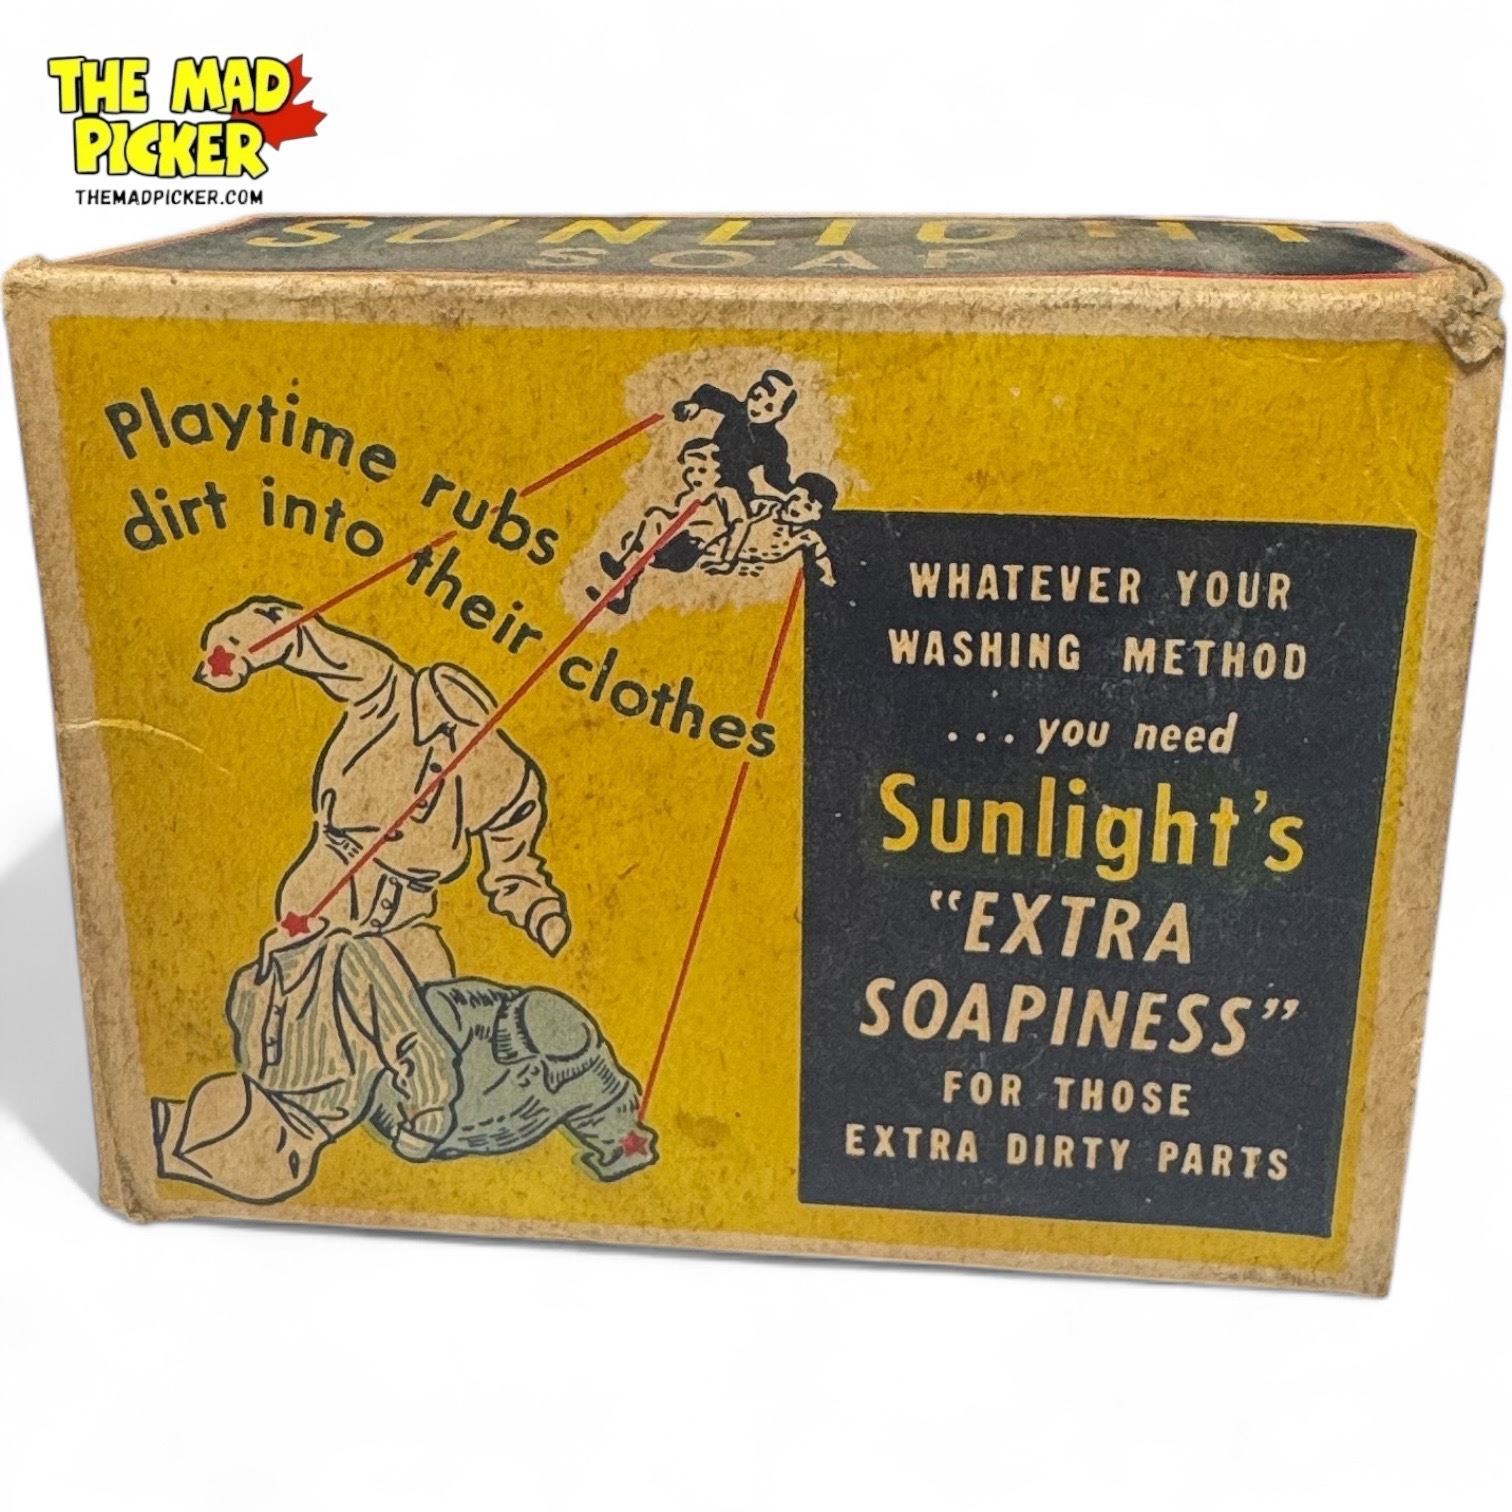 THE MAD
PICKER
THEMADPICKER.COM
SUNLIGHT
SOAP
Playtime rubs
dirt into their clothes
WHATEVER YOUR
WASHING METHOD
...you need
Sunlight's
"EXTRA
SOAPINESS"
FOR THOSE
EXTRA DIRTY PARTS